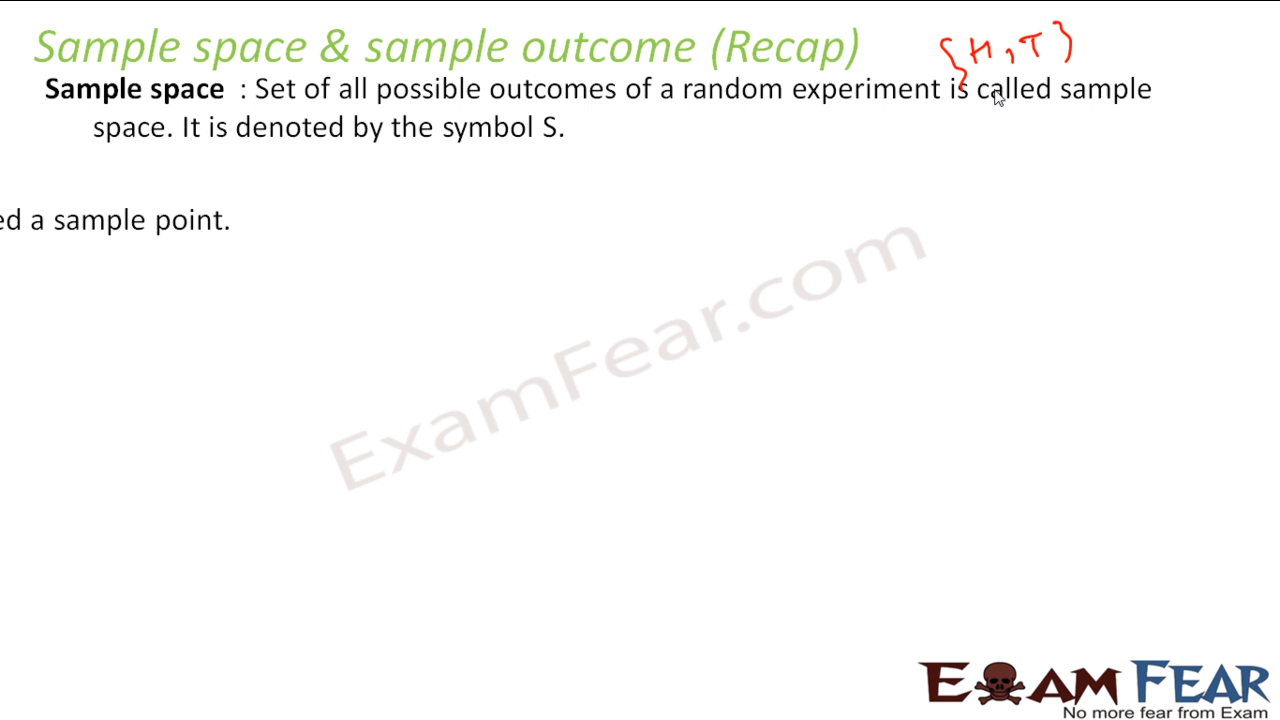 Sample space & sample outcome (Recap)
{H, T}
Sample space : Set of all possible outcomes of a random experiment is called sample
space. It is denoted by the symbol S.
ed a sample point.
ExamFear.com
EXAM FEAR
No more fear from Exam